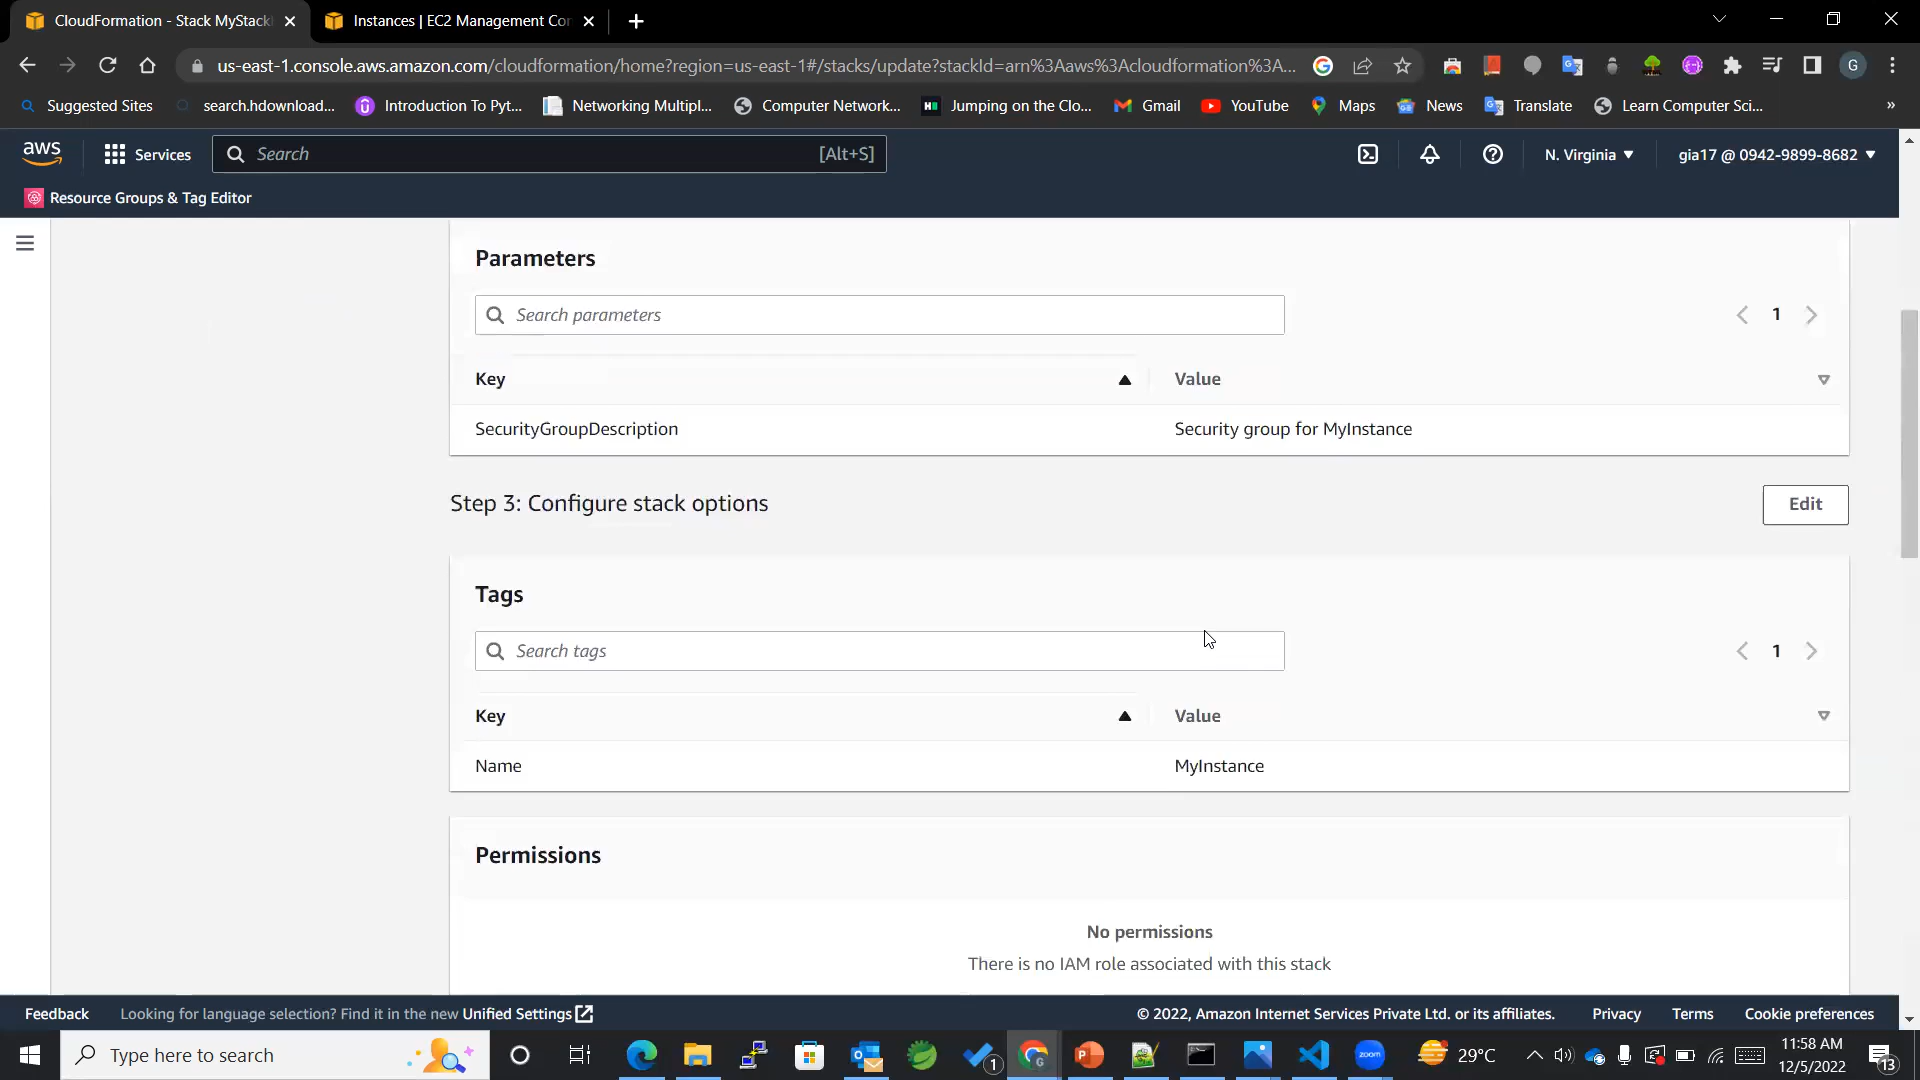 CloudFormation - Stack MyStack
Instances | EC2 Management Con
us-east-1.console.aws.amazon.com/cloudformation/home?region=us-east-1#/stacks/update?stackId=arn%3Aaws%3Acloudformation%3A...
G
Suggested Sites
search.hdownload...
Introduction To Pyt...
Networking Multipl...
Computer Network...
Jumping on the Clo...
Gmail
YouTube
Maps
News
Translate
Learn Computer Sci...
»
aws
Services
Search
[Alt+S]
N. Virginia
gia17 @ 0942-9899-8682
Resource Groups & Tag Editor
Parameters
Search parameters
1
Key
Value
SecurityGroupDescription
Security group for MyInstance
Step 3: Configure stack options
Edit
Tags
Search tags
1
Key
Value
Name
MyInstance
Permissions
No permissions
There is no IAM role associated with this stack
Feedback
Looking for language selection? Find it in the new Unified Settings
© 2022, Amazon Internet Services Private Ltd. or its affiliates.
Privacy
Terms
Cookie preferences
Type here to search
1
zoom
29°C
11:58 AM
12/5/2022
13